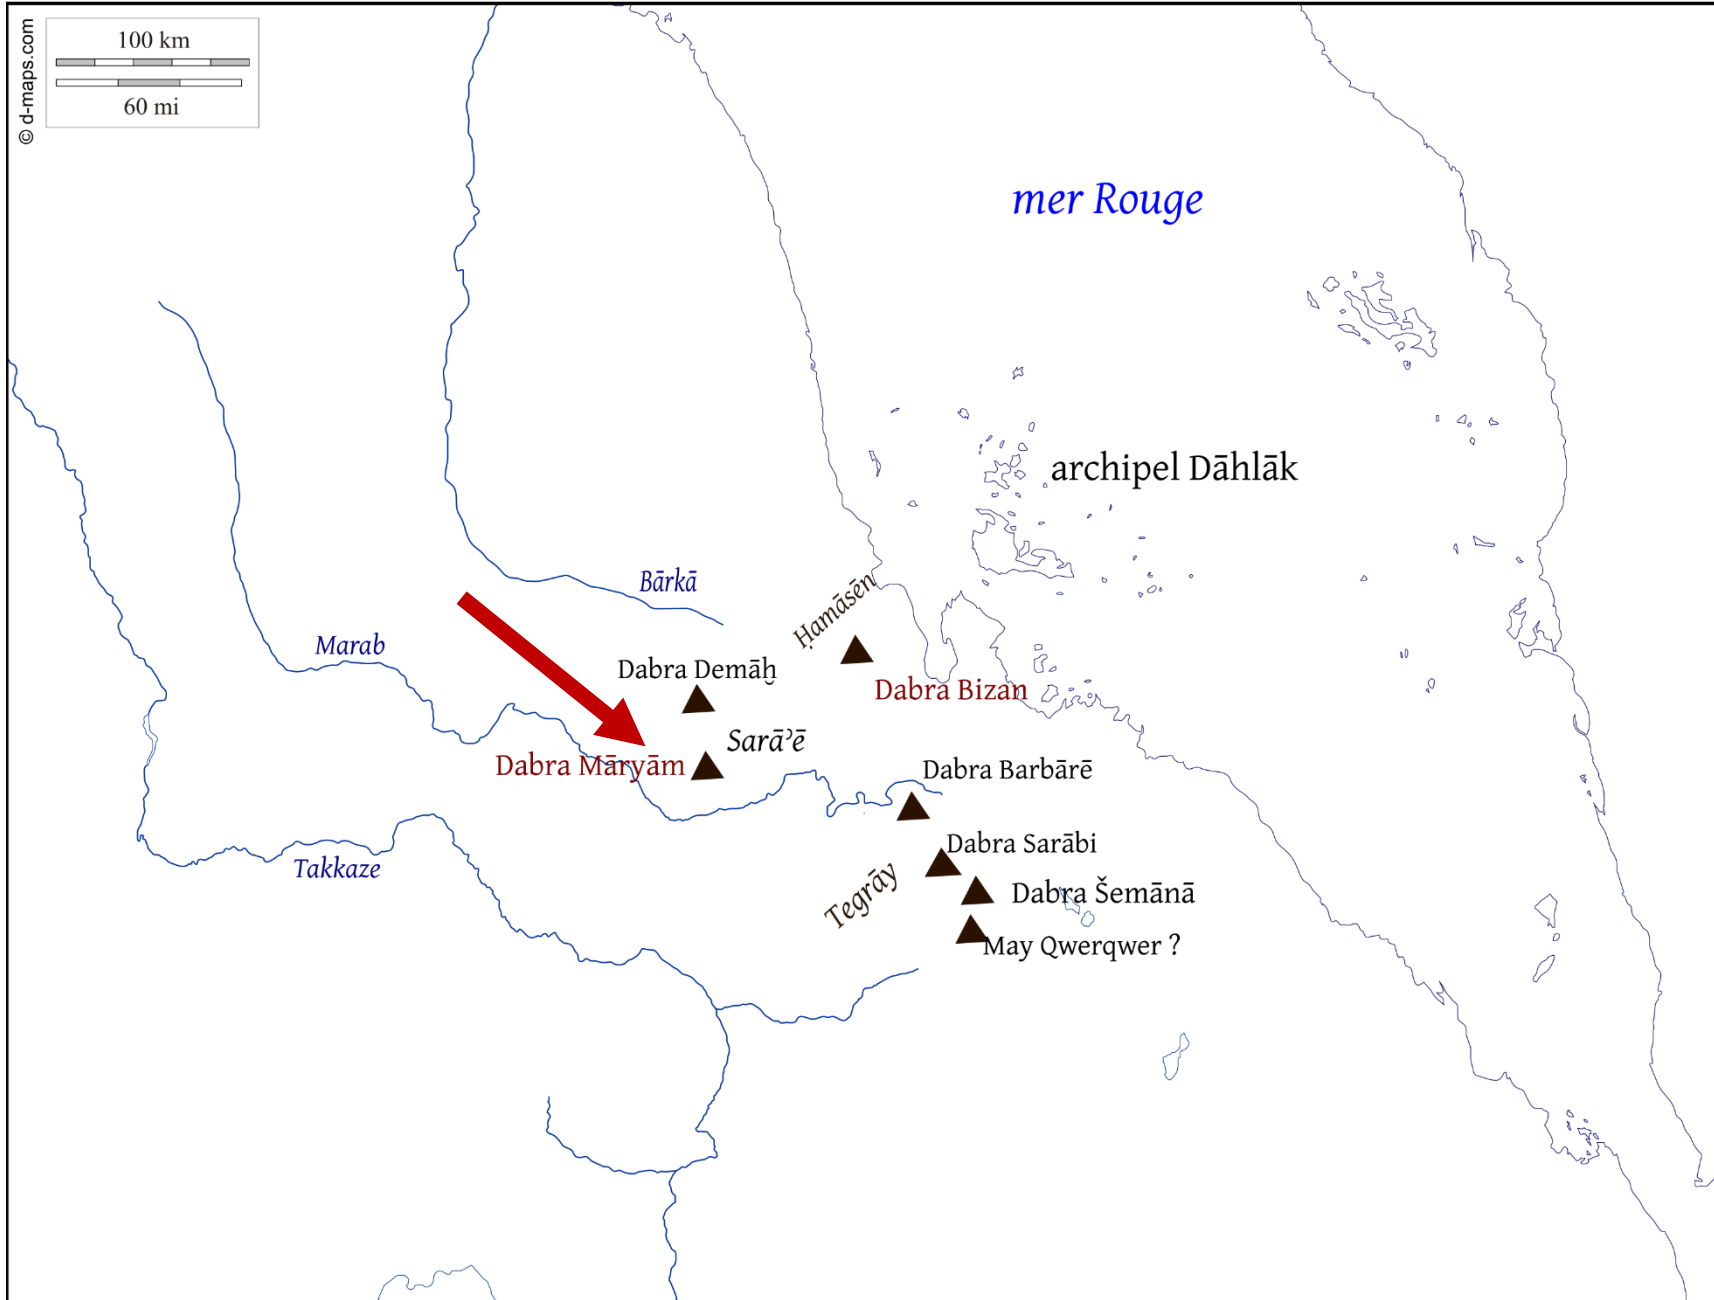 © d-maps.com
100 km
60 mi
mer Rouge
archipel Dāhlāk
Bārkā
Ḥamāsēn
Marab
Dabra Demāḫ
Dabra Bizan
Sarāʾē
Dabra Māryām
Dabra Barbārē
Dabra Sarābi
Takkaze
Tegrāy
Dabra Šemānā
May Qwerqwer ?